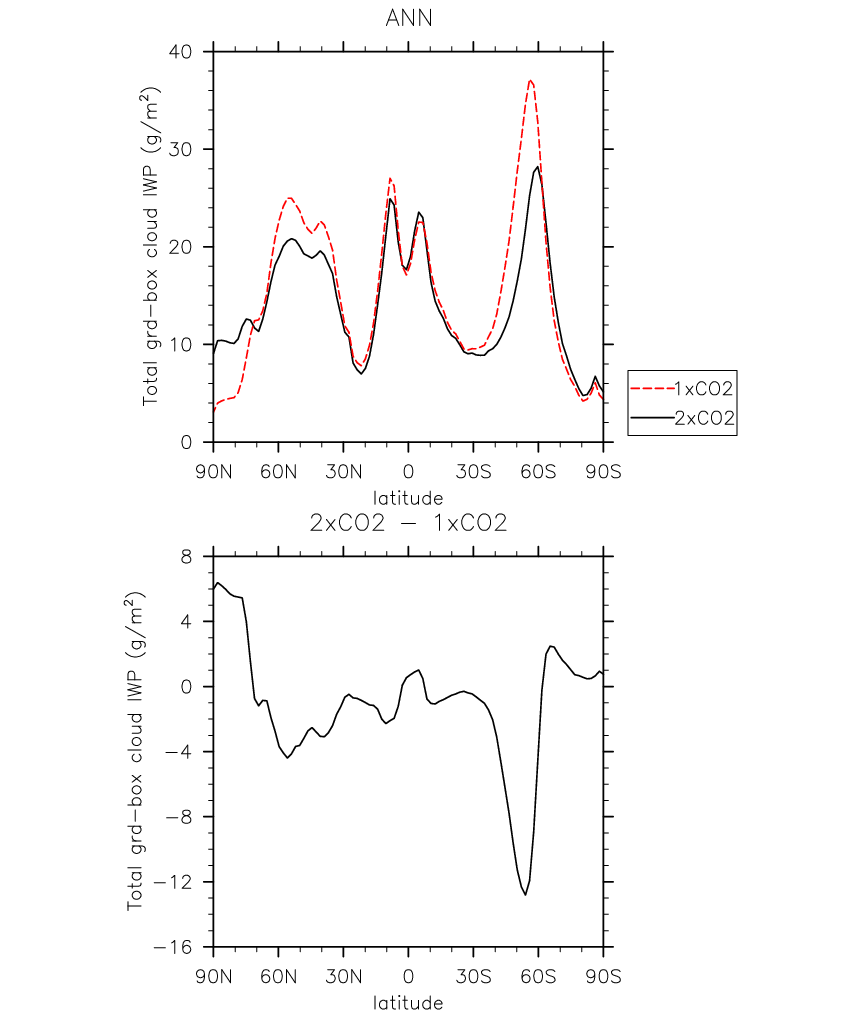 ANN
Total grd-box cloud IWP (g/m²)
40
30
20
10
0
90N 60N 30N 0 30S 60S 90S
latitude
1xCO2
2xCO2
2xCO2 - 1xCO2
Total grd-box cloud IWP (g/m²)
8
4
0
-4
-8
-12
-16
90N 60N 30N 0 30S 60S 90S
latitude